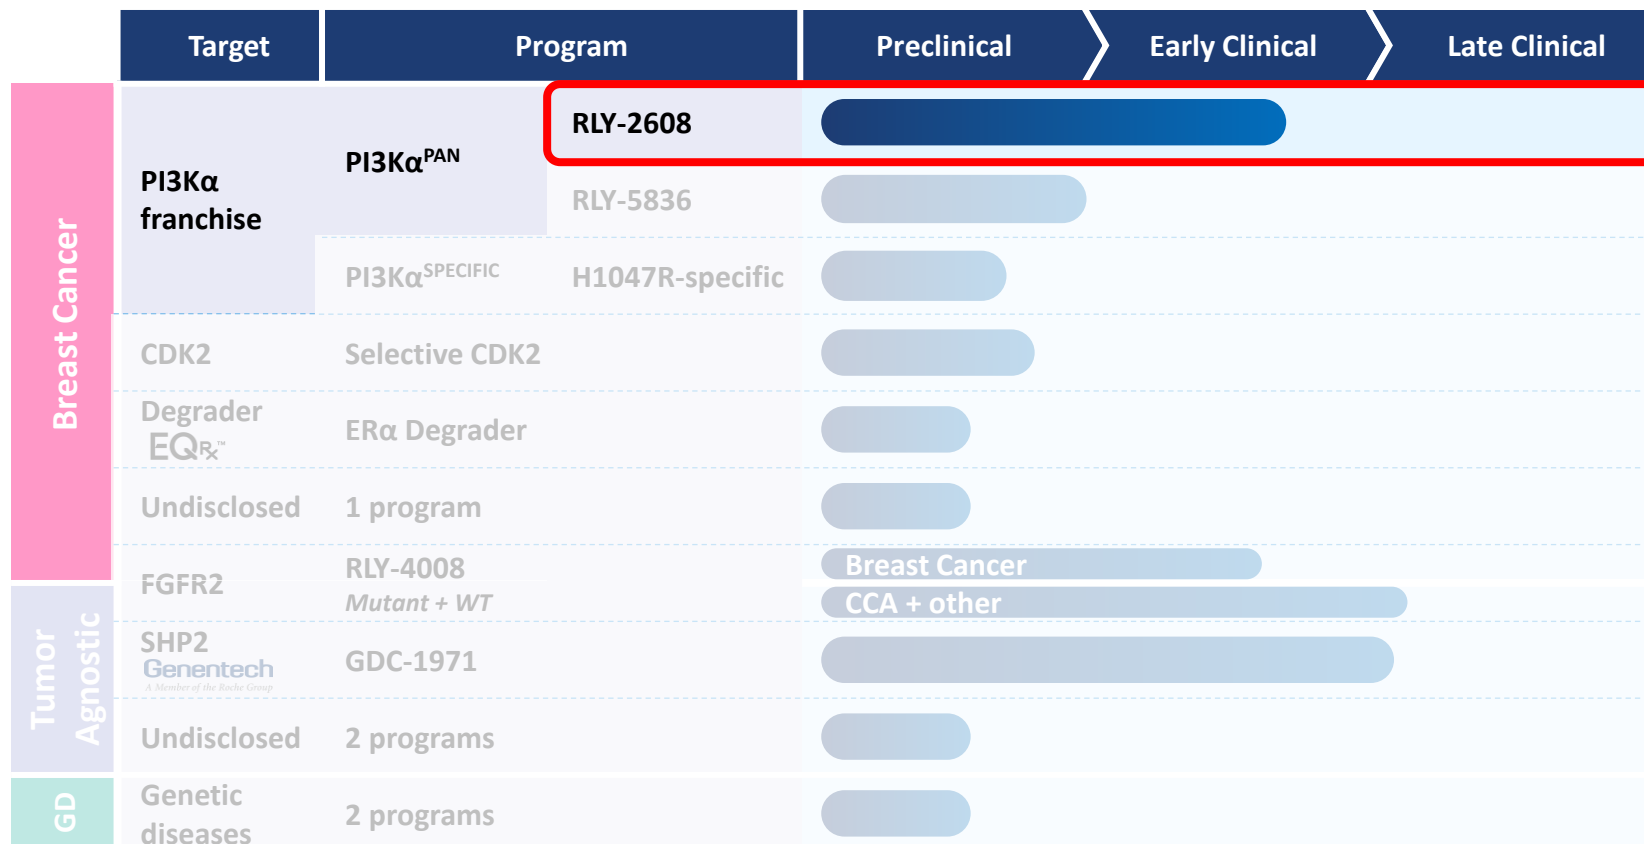 Target Program Preclinical Early Clinical Late Clinical
Breast Cancer
PI3Kα
franchise
PI3Kαᴾᴬᴺ
RLY-2608
RLY-5836
PI3Kαˢᴾᴱᶜᴵᶠᴵᶜ H1047R-specific
CDK2 Selective CDK2
Degrader
EQRx™
ERα Degrader
Undisclosed 1 program
FGFR2
RLY-4008
Mutant + WT
Breast Cancer
CCA + other
Tumor
Agnostic
SHP2
Genentech
A Member of the Roche Group
GDC-1971
Undisclosed 2 programs
GD
Genetic
diseases
2 programs